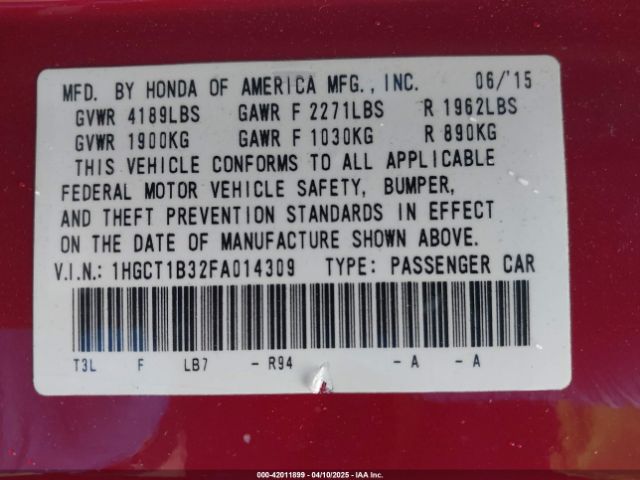 MFD. BY HONDA OF AMERICA MFG., INC. 06/'15
GVWR 4189LBS GAWR F 2271LBS R 1962LBS
GVWR 1900KG GAWR F 1030KG R 890KG
THIS VEHICLE CONFORMS TO ALL APPLICABLE
FEDERAL MOTOR VEHICLE SAFETY, BUMPER,
AND THEFT PREVENTION STANDARDS IN EFFECT
ON THE DATE OF MANUFACTURE SHOWN ABOVE.
V.I.N.: 1HGCT1B32FA014309 TYPE: PASSENGER CAR
T3L F LB7 - R94 - A - A
000-42011899 - 04/10/2025 - IAA Inc.